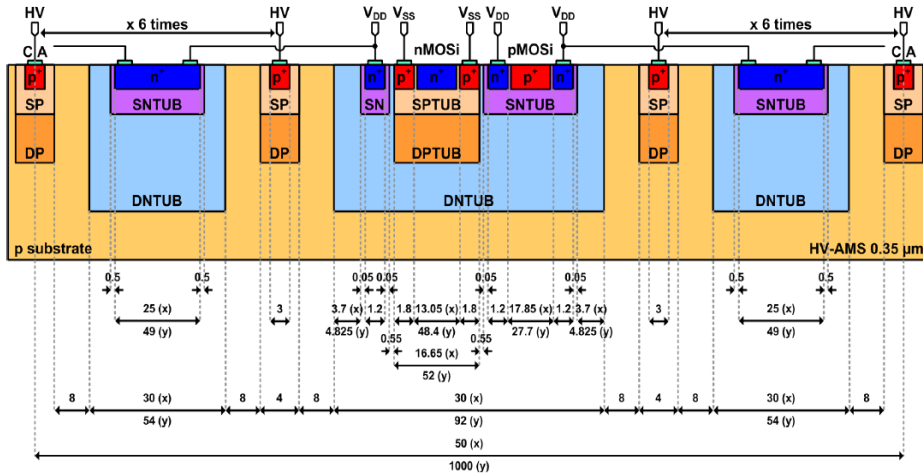 HV HV V_DD V_SS V_SS V_DD V_DD HV HV
x 6 times x 6 times
C A nMOSi pMOSi C A
p+ n+ p+ n+ p+ n+ p+ n+ p+ n+ p+ n+ p+
SP SNTUB SP SN SPTUB SNTUB SP SNTUB SP
DP DP DPTUB DP DP
DNTUB DNTUB DNTUB
p substrate HV-AMS 0.35 µm
0.5 0.5 0.05 0.05 0.05 0.05 0.5 0.5
25 (x) 3 3.7 (x) 1.2 1.8 13.05 (x) 1.8 1.2 17.85 (x) 1.2 3.7 (x) 3 25 (x)
49 (y) 4.825 (y) 48.4 (y) 27.7 (y) 4.825 (y) 49 (y)
0.55 0.55
16.65 (x)
52 (y)
8 30 (x) 8 4 8 30 (x) 8 4 8 30 (x) 8
54 (y) 92 (y) 54 (y)
50 (x)
1000 (y)